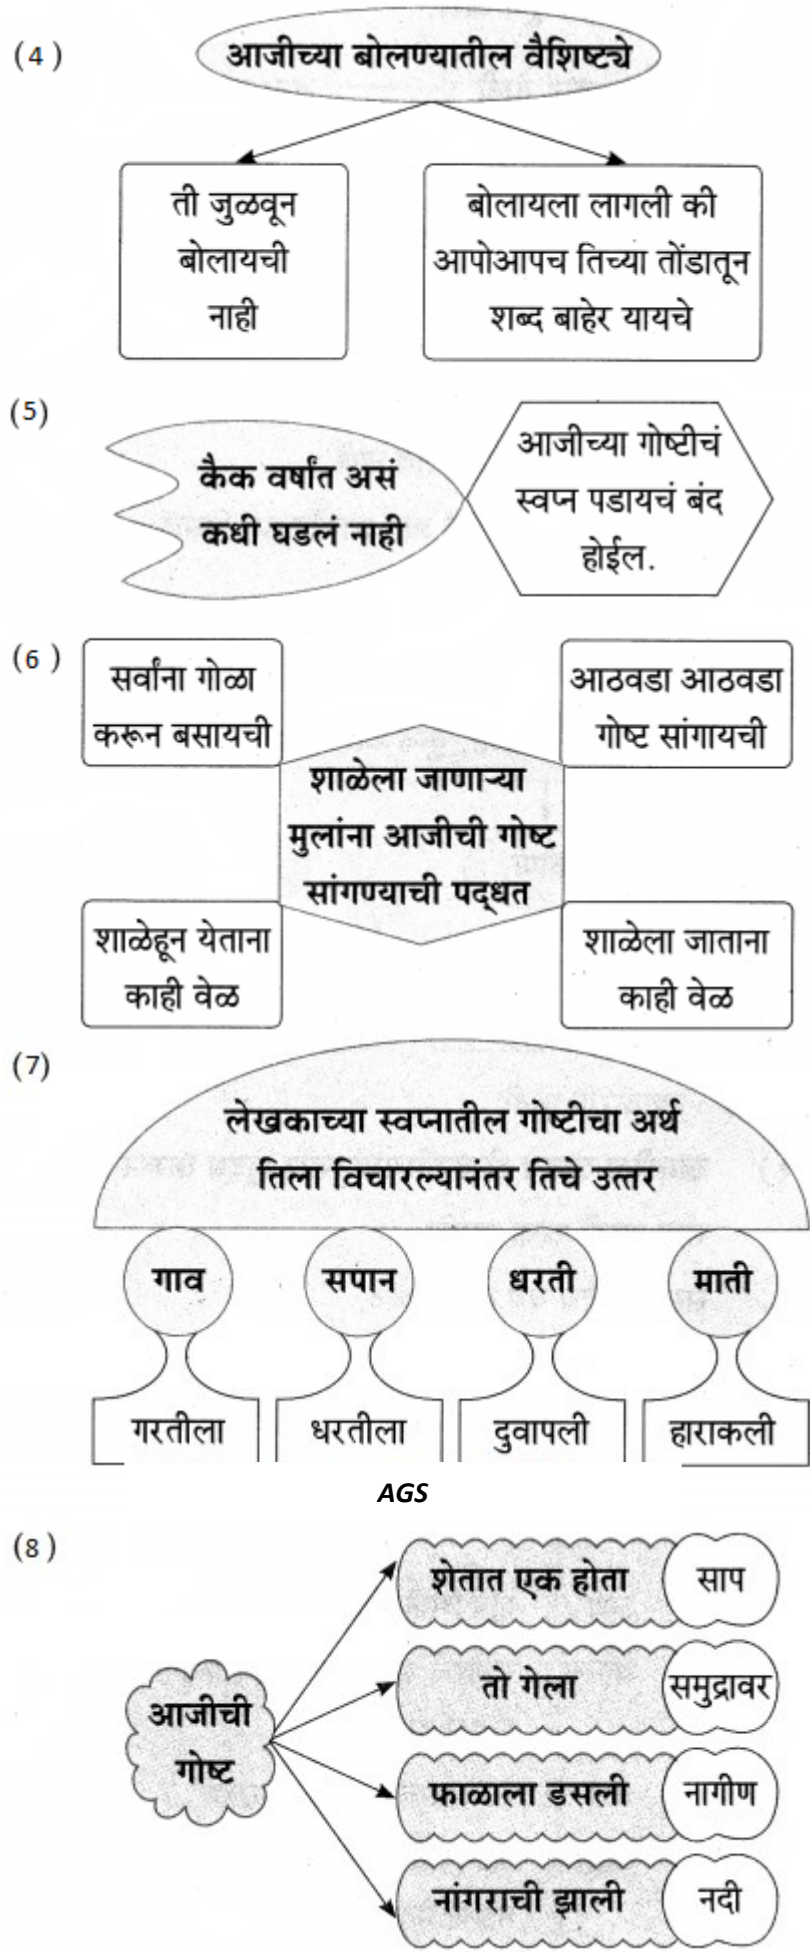 (4)
आजीच्या बोलण्यातील वैशिष्ट्ये
ती जुळवून
बोलायची
नाही
बोलायला लागली की
आपोआपच तिच्या तोंडातून
शब्द बाहेर यायचे
(5)
कैक वर्षांत असं
कधी घडलं नाही
आजीच्या गोष्टीचं
स्वप्न पडायचं बंद
होईल.
(6)
सर्वांना गोळा
करून बसायची
आठवडा आठवडा
गोष्ट सांगायची
शाळेला जाणाऱ्या
मुलांना आजीची गोष्ट
सांगण्याची पद्धत
शाळेहून येताना
काही वेळ
शाळेला जाताना
काही वेळ
(7)
लेखकाच्या स्वप्नातील गोष्टीचा अर्थ
तिला विचारल्यानंतर तिचे उत्तर
गाव
सपान
धरती
माती
गरतीला
धरतीला
दुवापली
हाराकली
AGS
(8)
आजीची
गोष्ट
शेतात एक होता
साप
तो गेला
समुद्रावर
फाळाला डसली
नागीण
नांगराची झाली
नदी